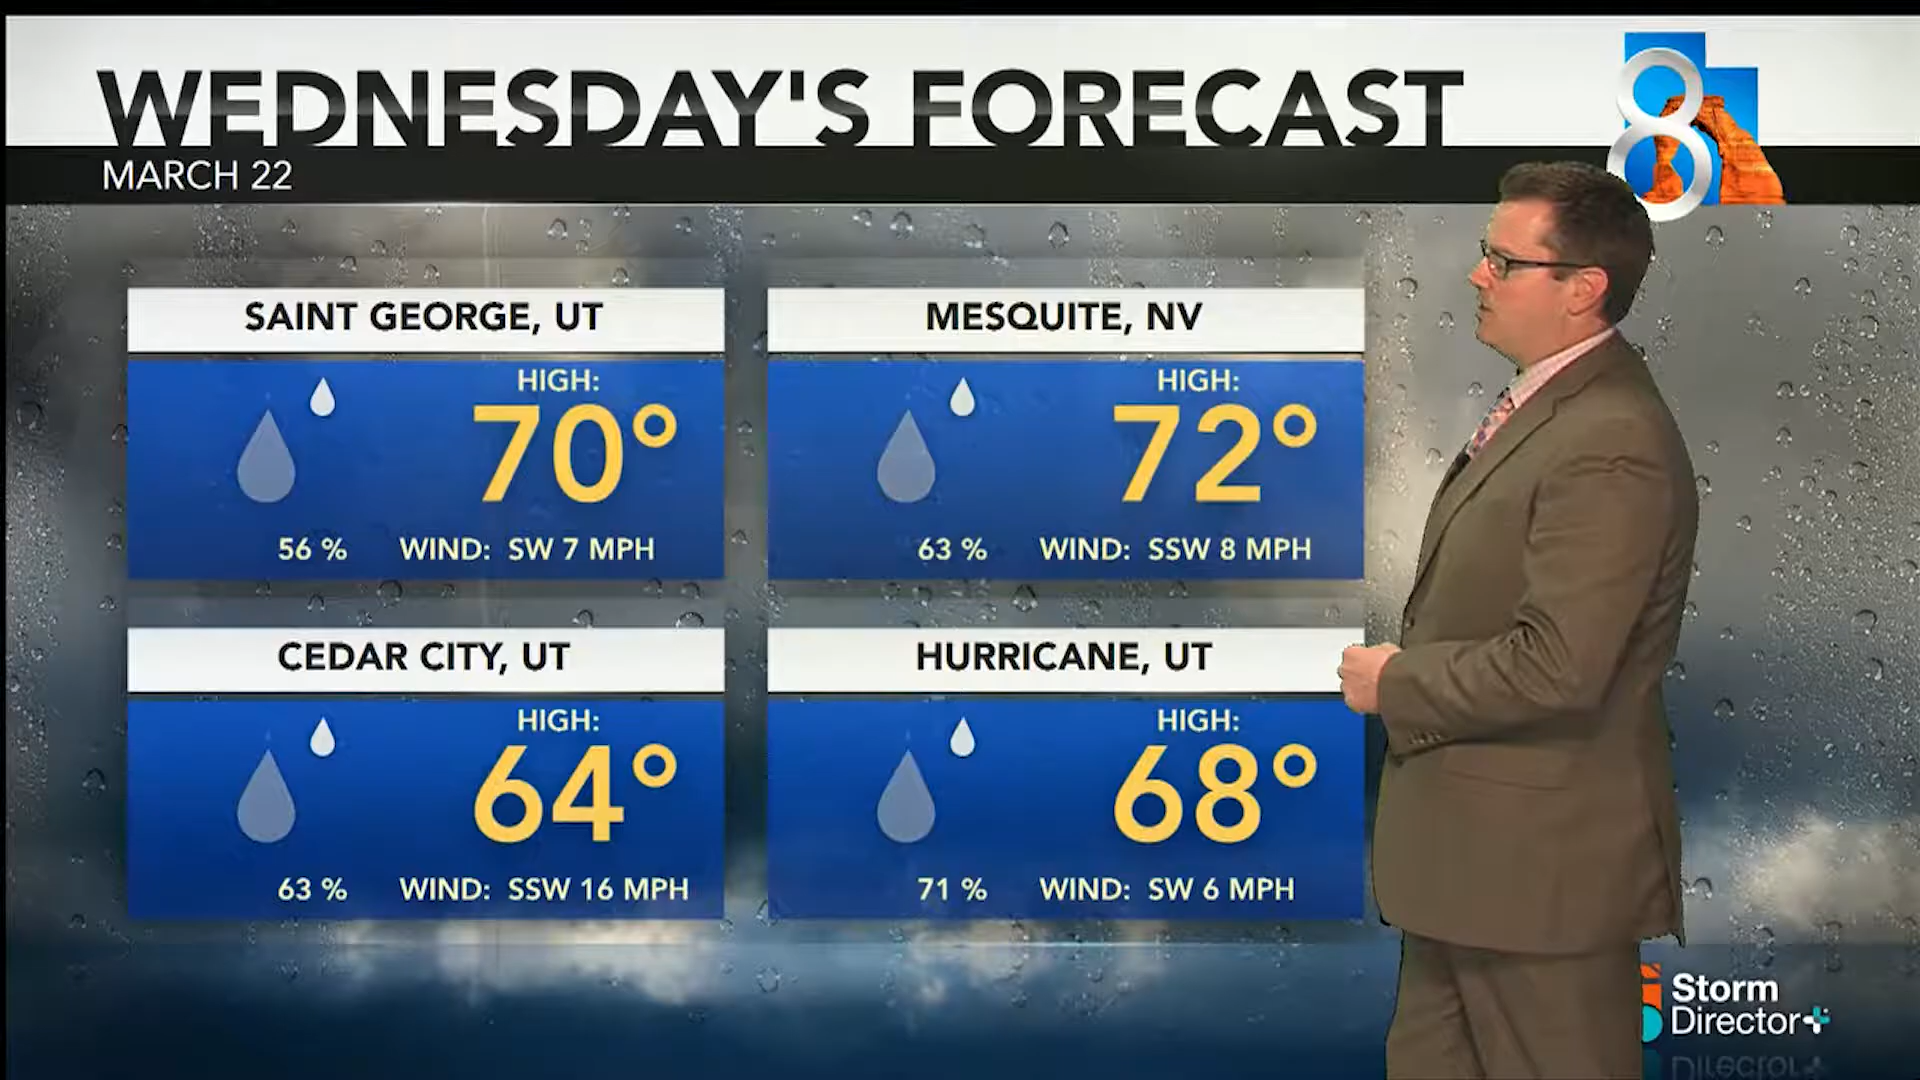 WEDNESDAY'S FORECAST
MARCH 22
8
SAINT GEORGE, UT
HIGH:
70°
56 %
WIND: SW 7 MPH
MESQUITE, NV
HIGH:
72°
63 %
WIND: SSW 8 MPH
CEDAR CITY, UT
HIGH:
64°
63 %
WIND: SSW 16 MPH
HURRICANE, UT
HIGH:
68°
71 %
WIND: SW 6 MPH
Storm
Director+